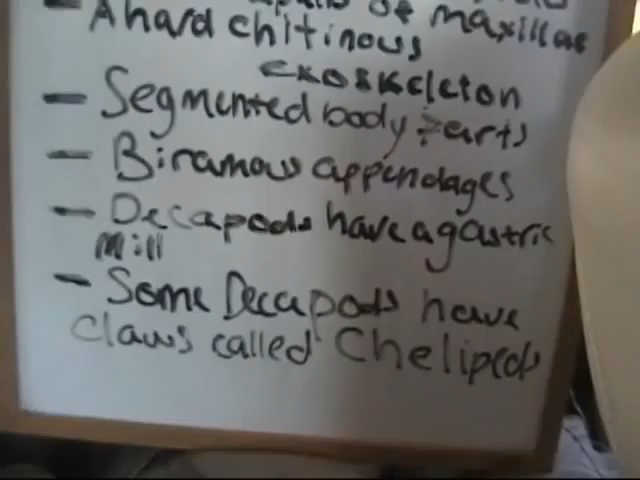 of maxillae
- A hard chitinous
exoskeleton
- Segmented body parts
- Biramous appendages
- Decapods have a gastric
Mill
- Some Decapods have
claws called Chelipeds